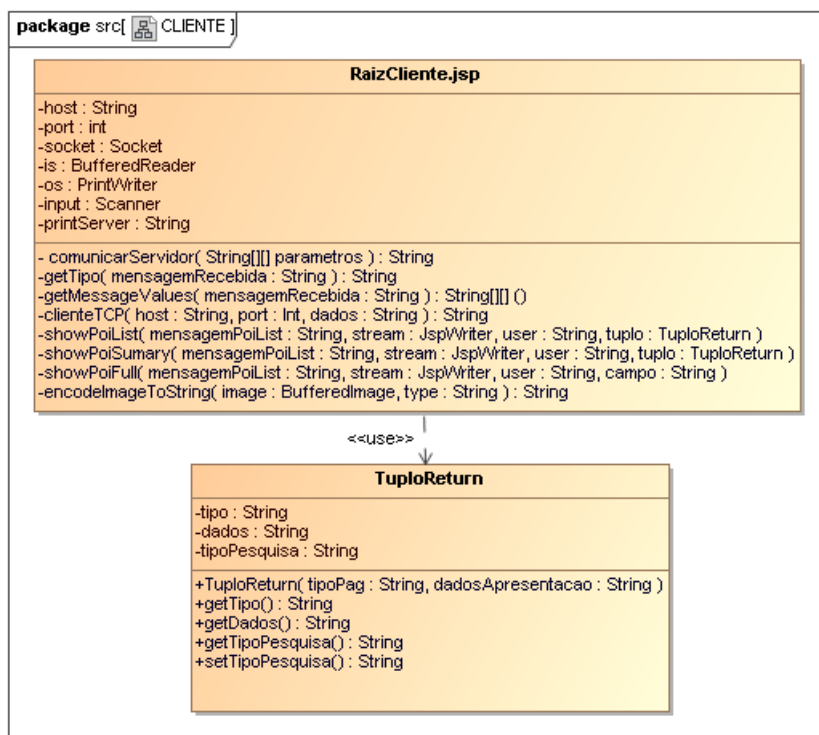 package src[ CLIENTE ]
RaizCliente.jsp
-host : String
-port : int
-socket : Socket
-is : BufferedReader
-os : PrintWriter
-input : Scanner
-printServer : String
- comunicarServidor( String[][] parametros ) : String
-getTipo( mensagemRecebida : String ) : String
-getMessageValues( mensagemRecebida : String ) : String[][] ()
-clienteTCP( host : String, port : Int, dados : String ) : String
-showPoiList( mensagemPoiList : String, stream : JspWriter, user : String, tuplo : TuploReturn )
-showPoiSumary( mensagemPoiList : String, stream : JspWriter, user : String, tuplo : TuploReturn )
-showPoiFull( mensagemPoiList : String, stream : JspWriter, user : String, campo : String )
-encodeImageToString( image : BufferedImage, type : String ) : String
<<use>>
TuploReturn
-tipo : String
-dados : String
-tipoPesquisa : String
+TuploReturn( tipoPag : String, dadosApresentacao : String )
+getTipo() : String
+getDados() : String
+getTipoPesquisa() : String
+setTipoPesquisa() : String